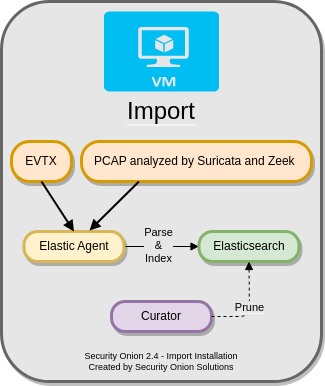 VM
Import
EVTX
PCAP analyzed by Suricata and Zeek
Elastic Agent
Parse
&
Index
Elasticsearch
Curator
Prune
Security Onion 2.4 - Import Installation
Created by Security Onion Solutions